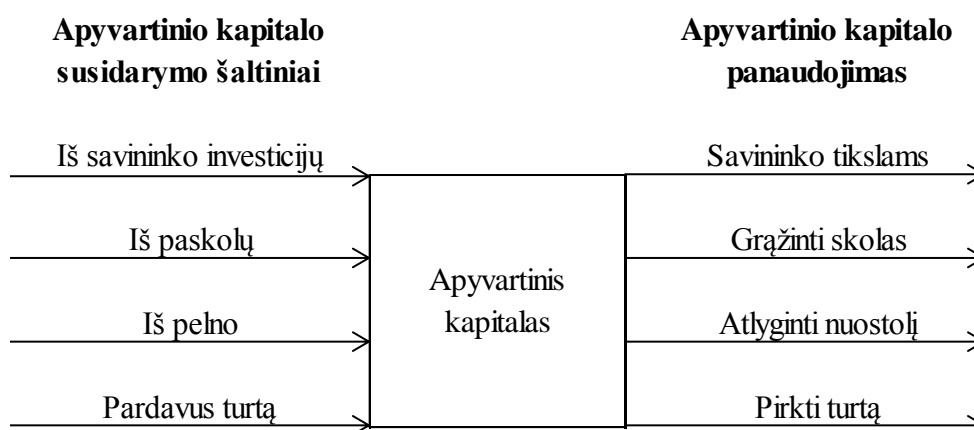 Apyvartinio kapitalo
susidarymo šaltiniai
Apyvartinio kapitalo
panaudojimas
Iš savininko investicijų
Savininko tikslams
Iš paskolų
Grąžinti skolas
Apyvartinis
kapitalas
Iš pelno
Atlyginti nuostolį
Pardavus turtą
Pirkti turtą